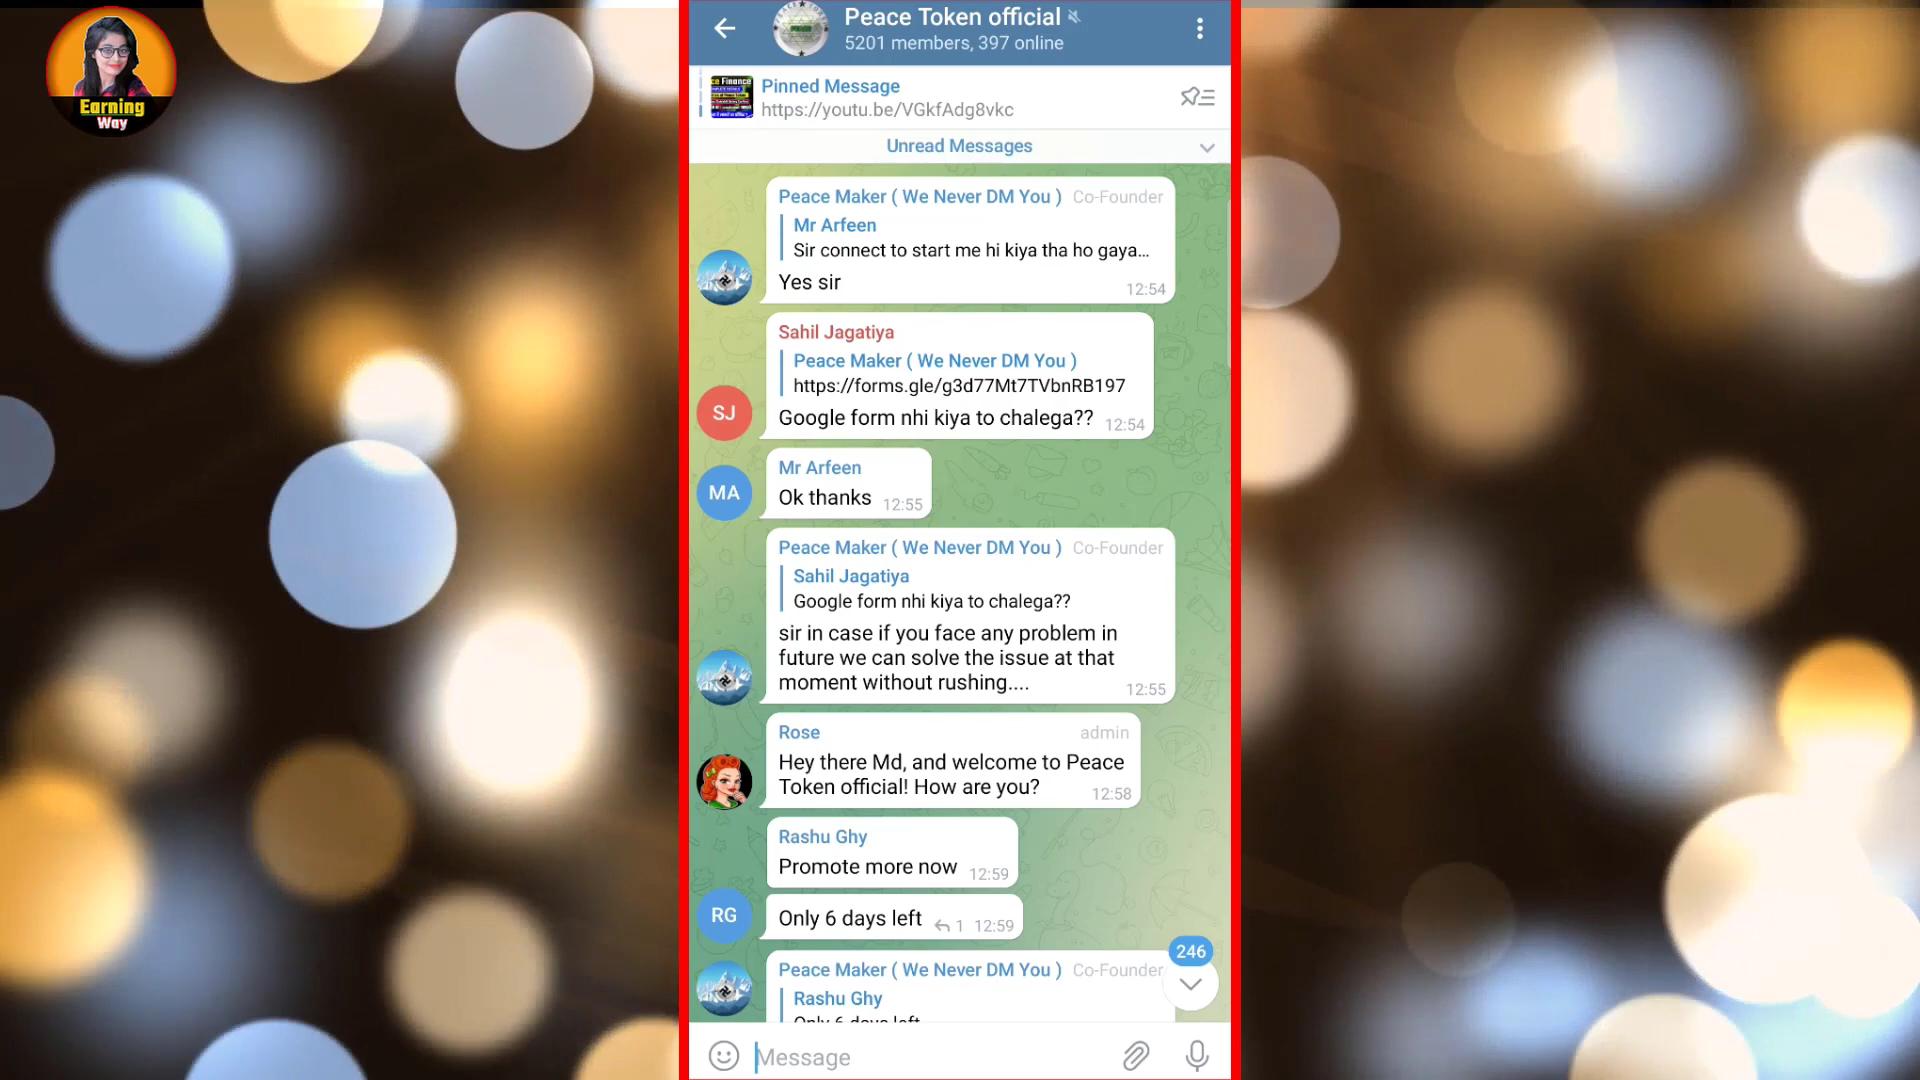 Earning
Way
Peace Token official
5201 members, 397 online
ce Finance
Pinned Message
https://youtu.be/VGkfAdg8vkc
Unread Messages
Peace Maker ( We Never DM You ) Co-Founder
Mr Arfeen
Sir connect to start me hi kiya tha ho gaya...
Yes sir
12:54
Sahil Jagatiya
Peace Maker ( We Never DM You )
https://forms.gle/g3d77Mt7TVbnRB197
SJ
Google form nhi kiya to chalega??
12:54
Mr Arfeen
MA
Ok thanks
12:55
Peace Maker ( We Never DM You ) Co-Founder
Sahil Jagatiya
Google form nhi kiya to chalega??
sir in case if you face any problem in
future we can solve the issue at that
moment without rushing....
12:55
Rose admin
Hey there Md, and welcome to Peace
Token official! How are you?
12:58
Rashu Ghy
Promote more now 12:59
RG
Only 6 days left 1 12:59
246
Peace Maker ( We Never DM You ) Co-Founder
Rashu Ghy
Only 6 days left
Message